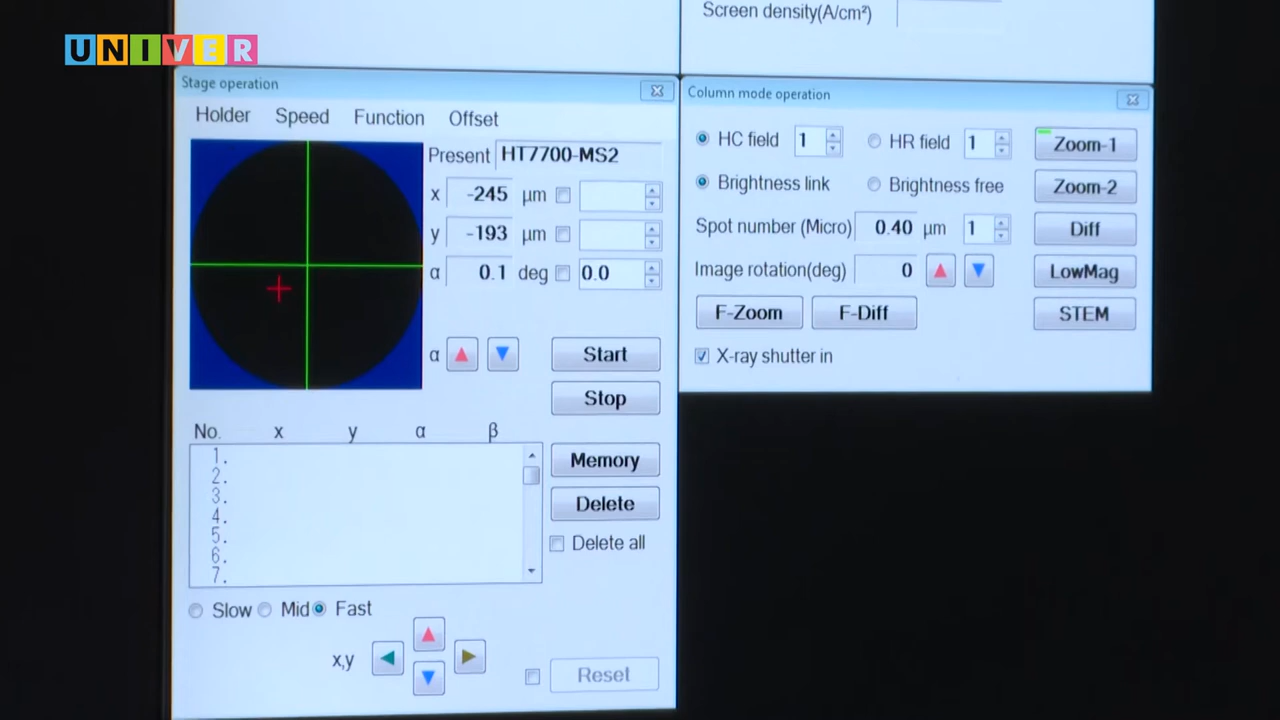 UNIVER
Screen density(A/cm²)
Stage operation
Holder Speed Function Offset
Present HT7700-MS2
x -245 μm
y -193 μm
α 0.1 deg 0.0
α
Start
Stop
No. x y α β
1.
2.
3.
4.
5.
6.
7.
Memory
Delete
Delete all
Slow Mid Fast
x,y
Reset
Column mode operation
HC field 1 HR field 1 Zoom-1
Brightness link Brightness free Zoom-2
Spot number (Micro) 0.40 μm 1 Diff
Image rotation(deg) 0 LowMag
F-Zoom F-Diff STEM
X-ray shutter in